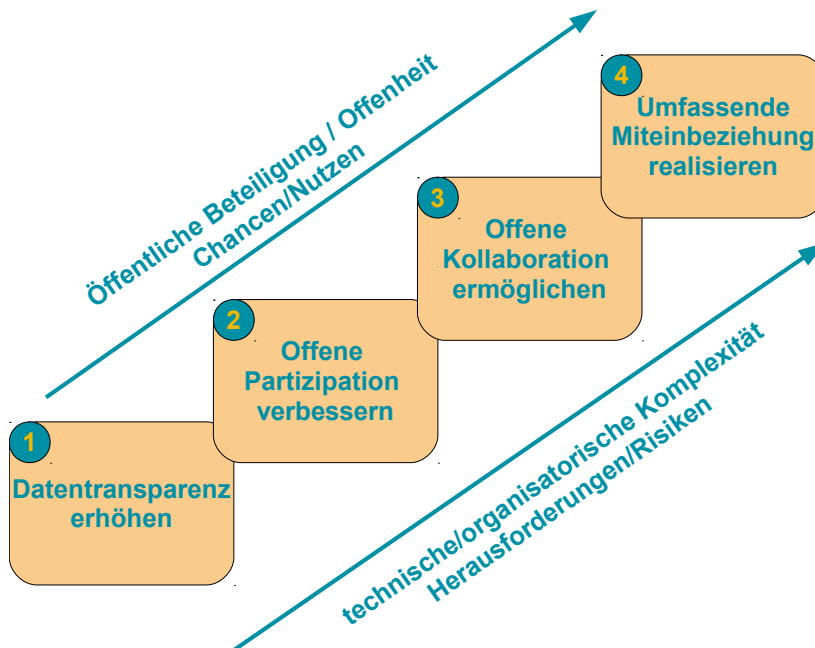 Öffentliche Beteiligung / Offenheit
Chancen/Nutzen
4
Umfassende
Miteinbeziehung
realisieren
3
Offene
Kollaboration
ermöglichen
2
Offene
Partizipation
verbessern
1
Datentransparenz
erhöhen
technische/organisatorische Komplexität
Herausforderungen/Risiken